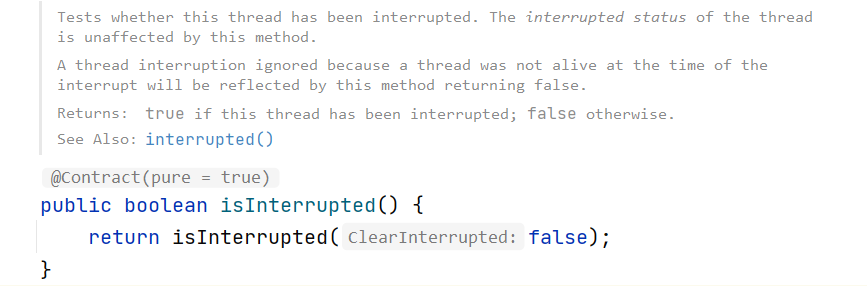 Tests whether this thread has been interrupted. The interrupted status of the thread
is unaffected by this method.
A thread interruption ignored because a thread was not alive at the time of the
interrupt will be reflected by this method returning false.
Returns: true if this thread has been interrupted; false otherwise.
See Also: interrupted()
@Contract(pure = true)
public boolean isInterrupted() {
    return isInterrupted( ClearInterrupted: false);
}